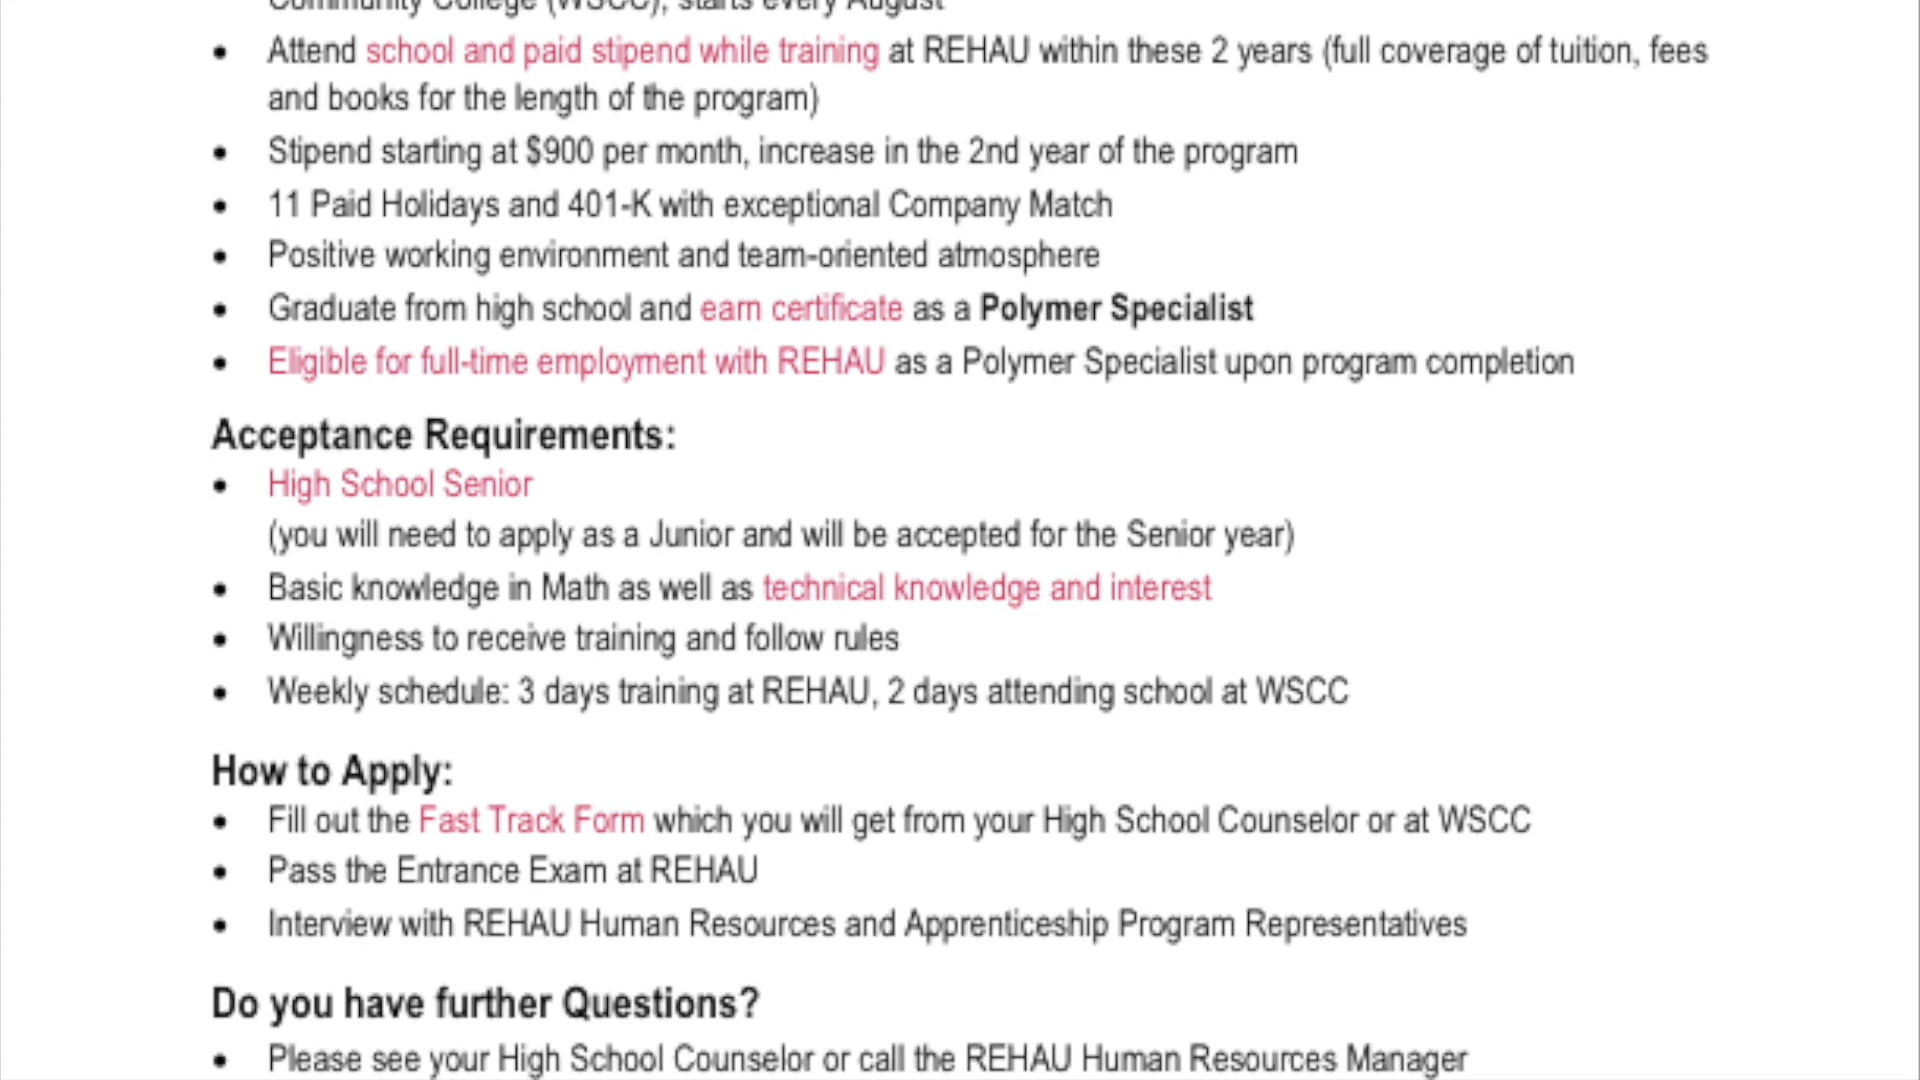 Community College (WSCC), starts every August
• Attend school and paid stipend while training at REHAU within these 2 years (full coverage of tuition, fees
and books for the length of the program)
• Stipend starting at $900 per month, increase in the 2nd year of the program
• 11 Paid Holidays and 401-K with exceptional Company Match
• Positive working environment and team-oriented atmosphere
• Graduate from high school and earn certificate as a Polymer Specialist
• Eligible for full-time employment with REHAU as a Polymer Specialist upon program completion
Acceptance Requirements:
• High School Senior
(you will need to apply as a Junior and will be accepted for the Senior year)
• Basic knowledge in Math as well as technical knowledge and interest
• Willingness to receive training and follow rules
• Weekly schedule: 3 days training at REHAU, 2 days attending school at WSCC
How to Apply:
• Fill out the Fast Track Form which you will get from your High School Counselor or at WSCC
• Pass the Entrance Exam at REHAU
• Interview with REHAU Human Resources and Apprenticeship Program Representatives
Do you have further Questions?
• Please see your High School Counselor or call the REHAU Human Resources Manager